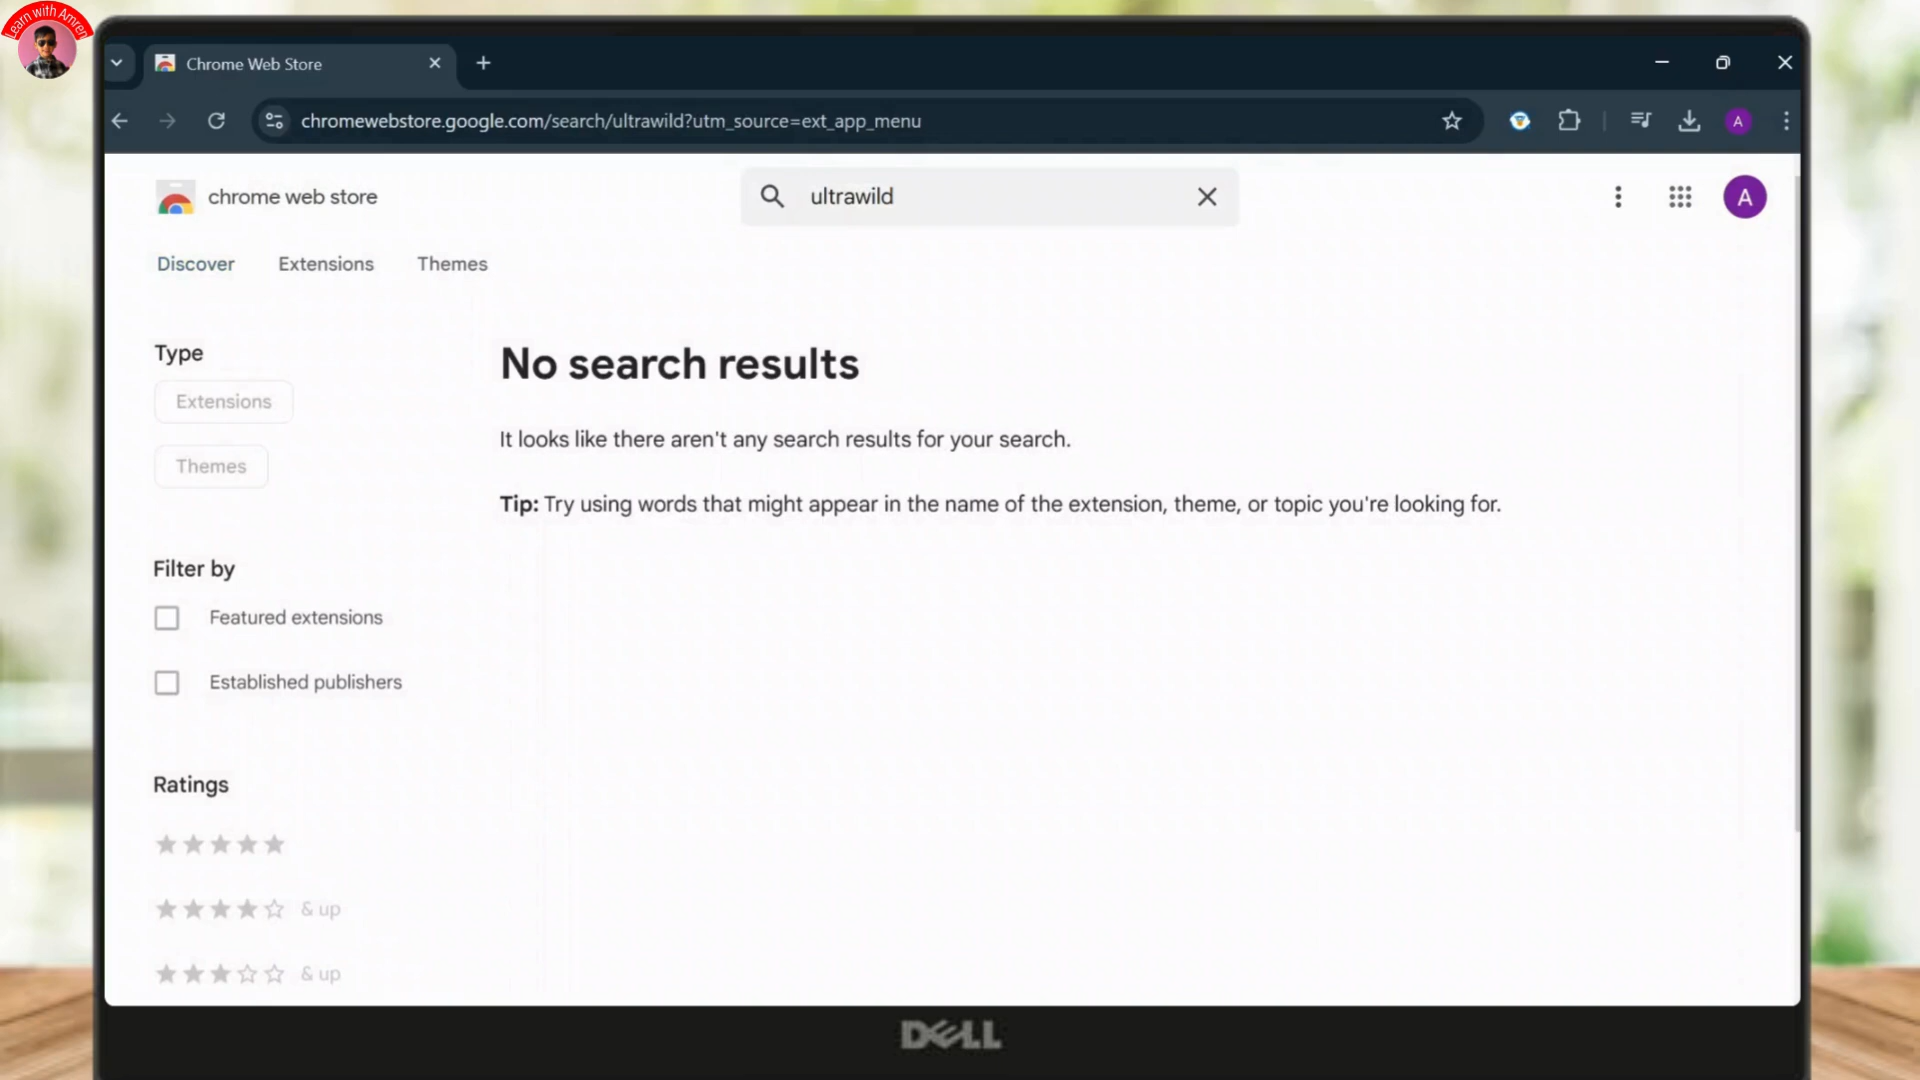 Learn with Amren
Chrome Web Store
chromewebstore.google.com/search/ultrawild?utm_source=ext_app_menu
A
chrome web store
ultrawild
A
Discover
Extensions
Themes
Type
Extensions
Themes
No search results
It looks like there aren't any search results for your search.
Tip: Try using words that might appear in the name of the extension, theme, or topic you're looking for.
Filter by
Featured extensions
Established publishers
Ratings
& up
& up
DELL